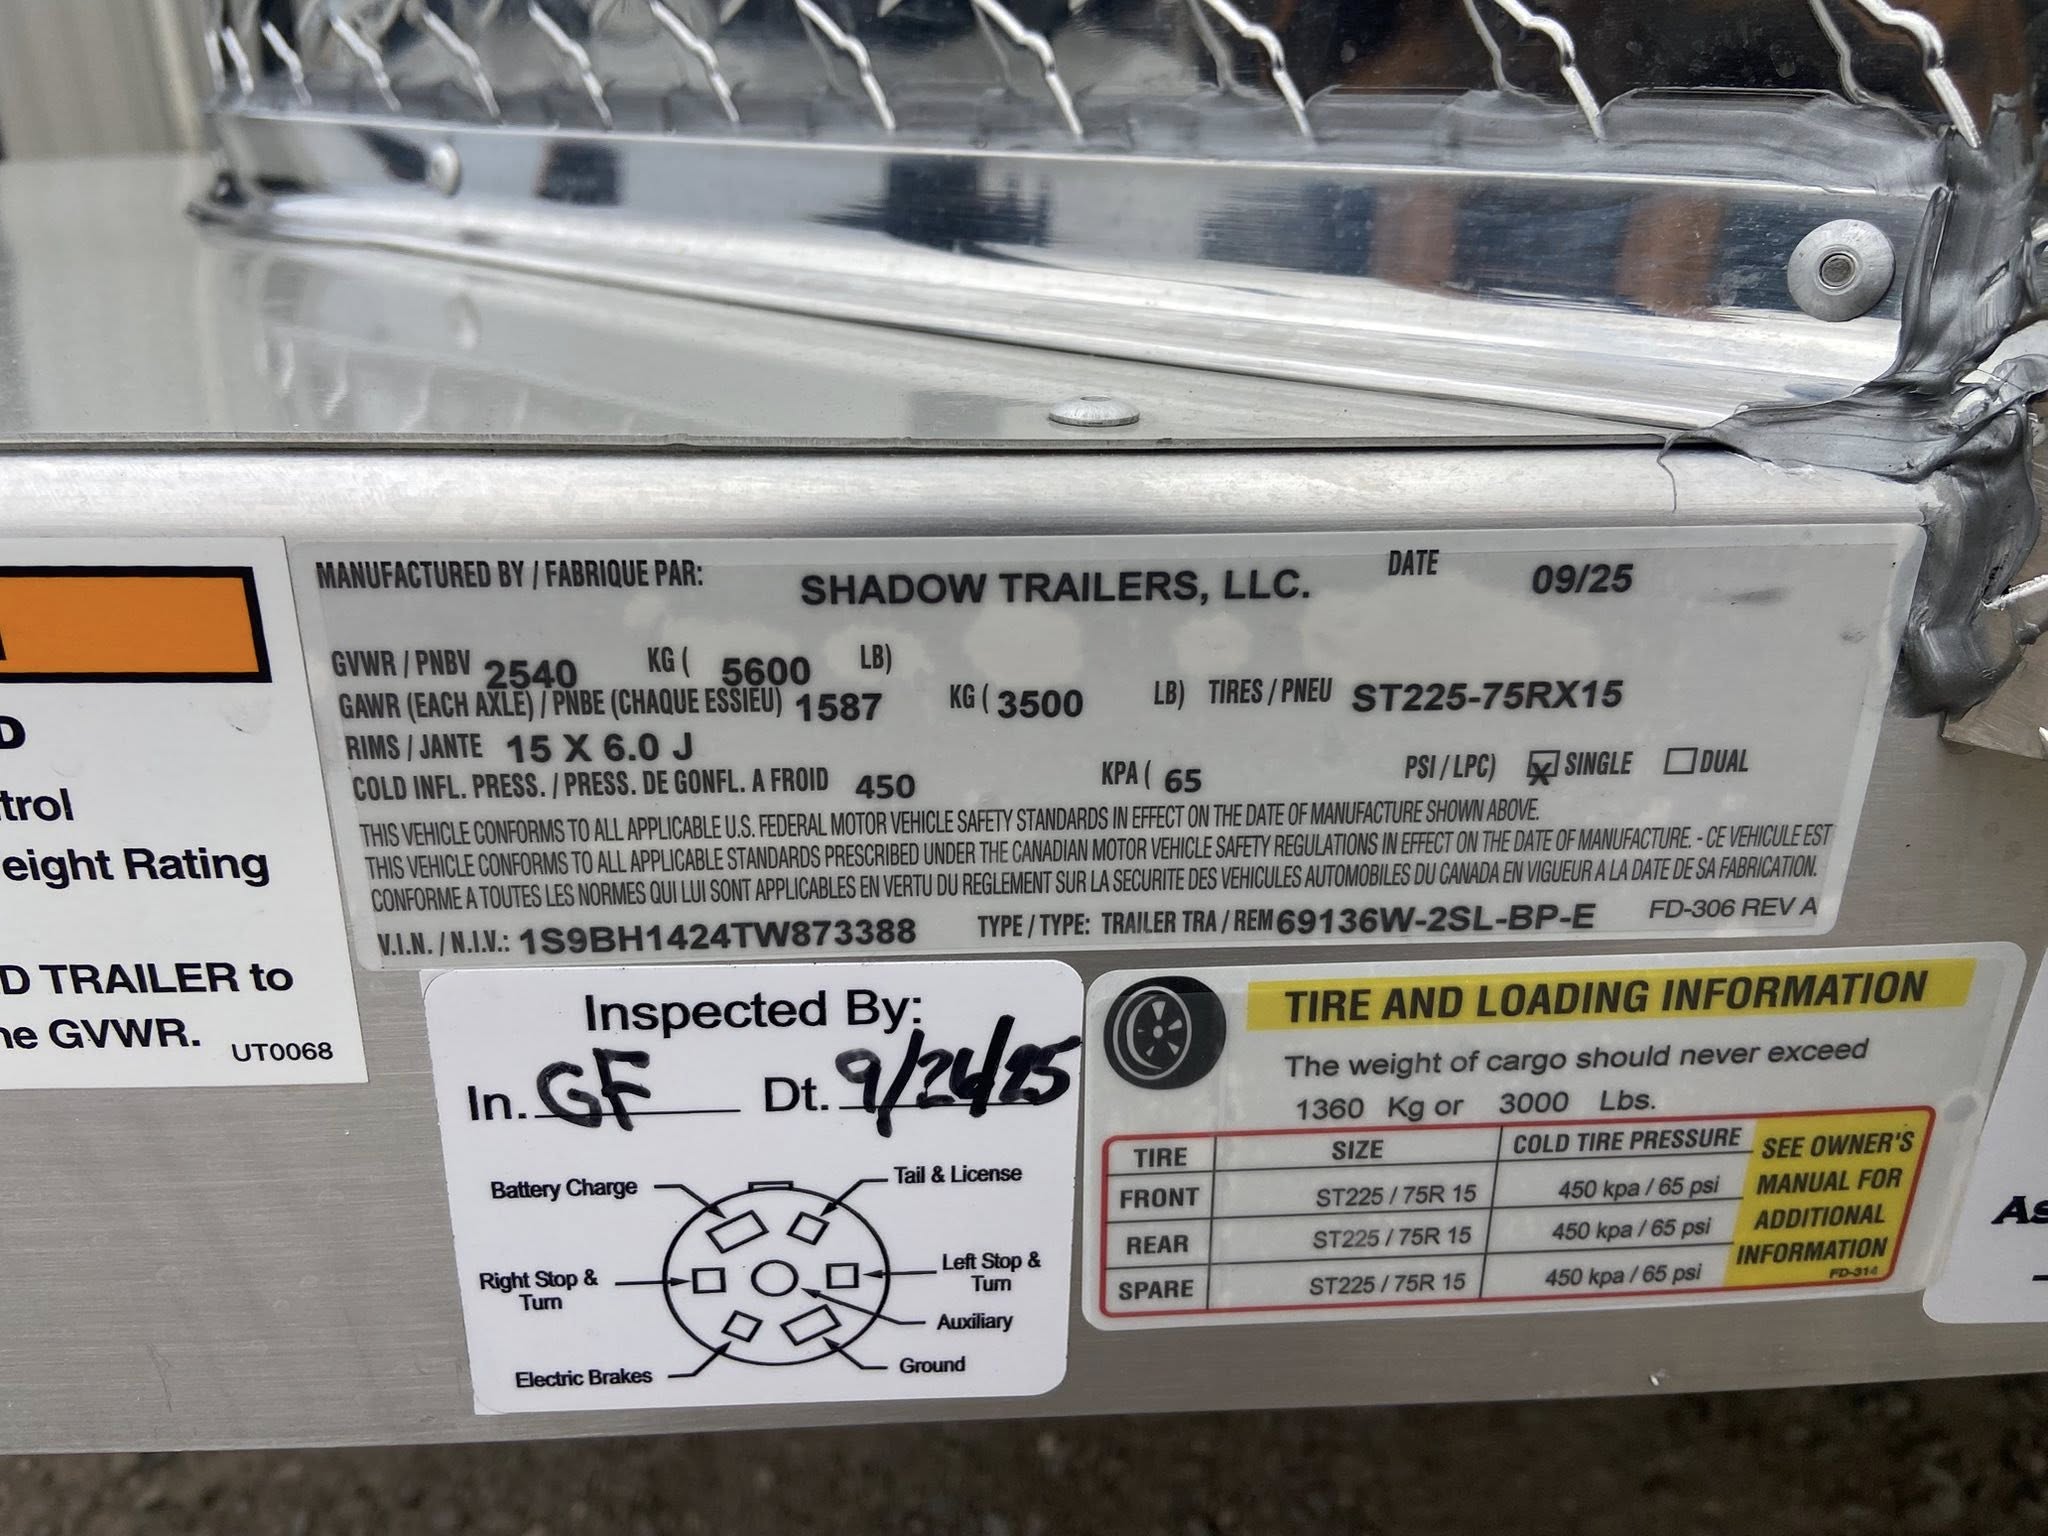 MANUFACTURED BY / FABRIQUE PAR: SHADOW TRAILERS, LLC. DATE 09/25
GVWR / PNBV 2540 KG ( 5600 LB)
GAWR (EACH AXLE) / PNBE (CHAQUE ESSIEU) 1587 KG ( 3500 LB) TIRES / PNEU ST225-75RX15
RIMS / JANTE 15 X 6.0 J
COLD INFL. PRESS. / PRESS. DE GONFL. A FROID 450 KPA ( 65 PSI / LPC) X SINGLE DUAL
THIS VEHICLE CONFORMS TO ALL APPLICABLE U.S. FEDERAL MOTOR VEHICLE SAFETY STANDARDS IN EFFECT ON THE DATE OF MANUFACTURE SHOWN ABOVE.
THIS VEHICLE CONFORMS TO ALL APPLICABLE STANDARDS PRESCRIBED UNDER THE CANADIAN MOTOR VEHICLE SAFETY REGULATIONS IN EFFECT ON THE DATE OF MANUFACTURE. - CE VEHICULE EST
CONFORME A TOUTES LES NORMES QUI LUI SONT APPLICABLES EN VERTU DU REGLEMENT SUR LA SECURITE DES VEHICULES AUTOMOBILES DU CANADA EN VIGUEUR A LA DATE DE SA FABRICATION.
V.I.N. / N.I.V.: 1S9BH1424TW873388 TYPE / TYPE: TRAILER TRA / REM 69136W-2SL-BP-E FD-306 REV A
D
trol
eight Rating
D TRAILER to
he GVWR. UT0068
Inspected By:
In. GF Dt. 9/24/25
Battery Charge
Tail & License
Right Stop &
Turn
Left Stop &
Turn
Auxiliary
Electric Brakes
Ground
TIRE AND LOADING INFORMATION
The weight of cargo should never exceed
1360 Kg or 3000 Lbs.
TIRE SIZE COLD TIRE PRESSURE
FRONT ST225 / 75R 15 450 kpa / 65 psi
REAR ST225 / 75R 15 450 kpa / 65 psi
SPARE ST225 / 75R 15 450 kpa / 65 psi
SEE OWNER'S
MANUAL FOR
ADDITIONAL
INFORMATION
FD-314
As